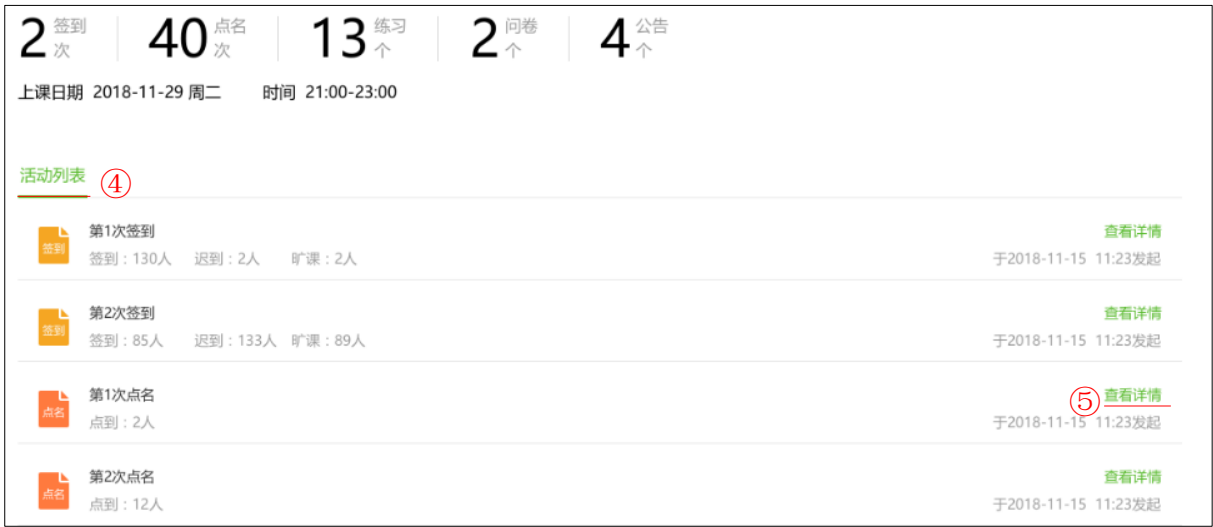 2 签到 次 40 点名 次 13 练习 个 2 问卷 个 4 公告 个
上课日期 2018-11-29 周二 时间 21:00-23:00
活动列表 ④
签到 第1次签到 查看详情
签到：130人 迟到：2人 旷课：2人 于2018-11-15 11:23发起
签到 第2次签到 查看详情
签到：85人 迟到：133人 旷课：89人 于2018-11-15 11:23发起
点名 第1次点名 ⑤ 查看详情
点到：2人 于2018-11-15 11:23发起
点名 第2次点名 查看详情
点到：12人 于2018-11-15 11:23发起